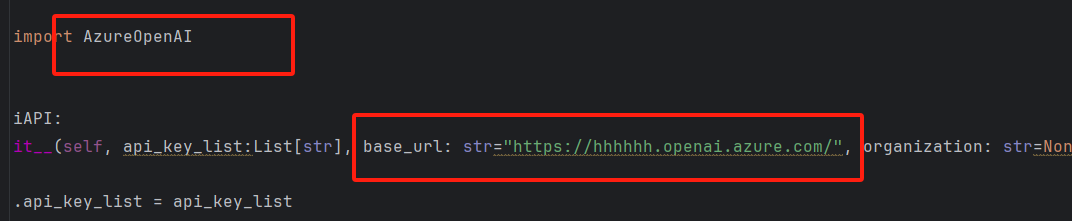 import AzureOpenAI
iAPI:
it__(self, api_key_list:List[str], base_url: str="https://hhhhhh.openai.azure.com/", organization: str=Non
.api_key_list = api_key_list